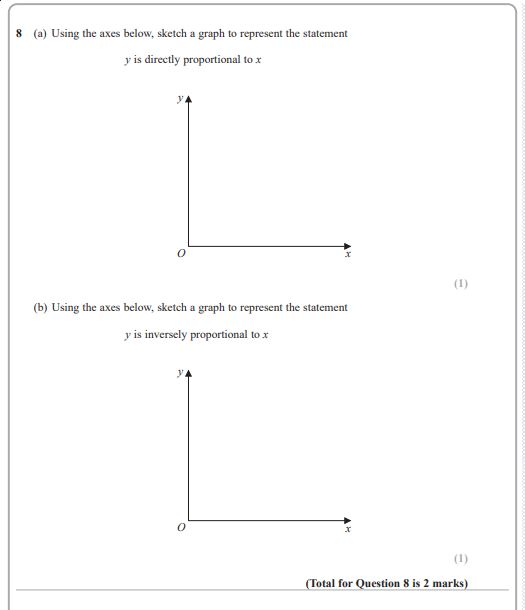 8 (a) Using the axes below, sketch a graph to represent the statement
y is directly proportional to x
y
O
x
(1)
(b) Using the axes below, sketch a graph to represent the statement
y is inversely proportional to x
y
O
x
(1)
(Total for Question 8 is 2 marks)